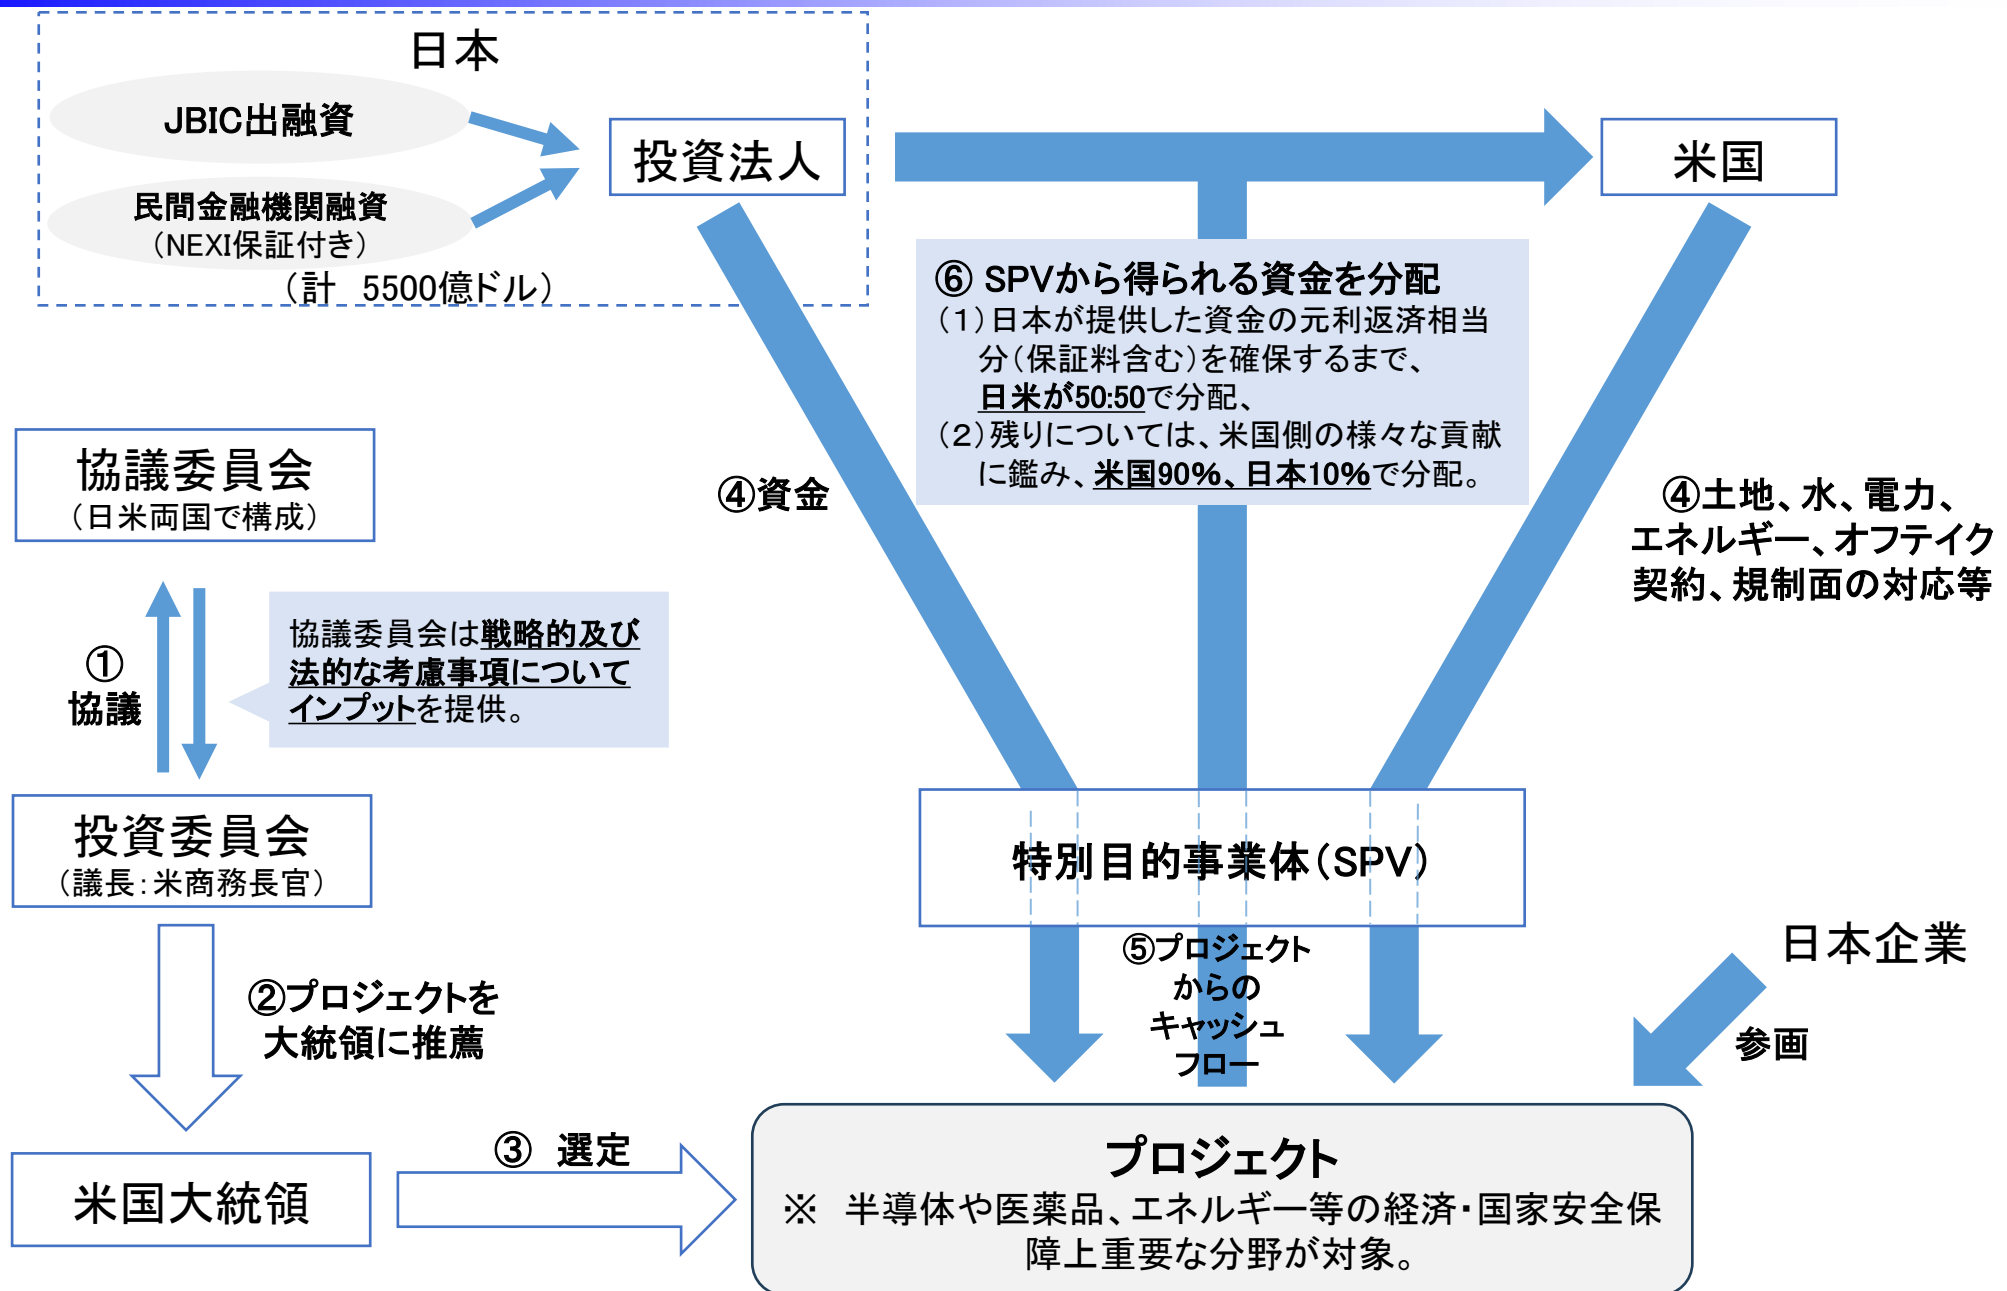 日本
JBIC出融資
民間金融機関融資
（NEXI保証付き）
（計　5500億ドル）
投資法人
米国
⑥ SPVから得られる資金を分配
（１）日本が提供した資金の元利返済相当
分（保証料含む）を確保するまで、
日米が50:50で分配、
（２）残りについては、米国側の様々な貢献
に鑑み、米国90％、日本10％で分配。
④資金
④土地、水、電力、
エネルギー、オフテイク
契約、規制面の対応等
協議委員会
（日米両国で構成）
①
協議
協議委員会は戦略的及び
法的な考慮事項について
インプットを提供。
投資委員会
（議長：米商務長官）
②プロジェクトを
大統領に推薦
米国大統領
③　選定
特別目的事業体（SPV）
⑤プロジェクト
からの
キャッシュ
フロー
日本企業
参画
プロジェクト
※　半導体や医薬品、エネルギー等の経済・国家安全保
障上重要な分野が対象。